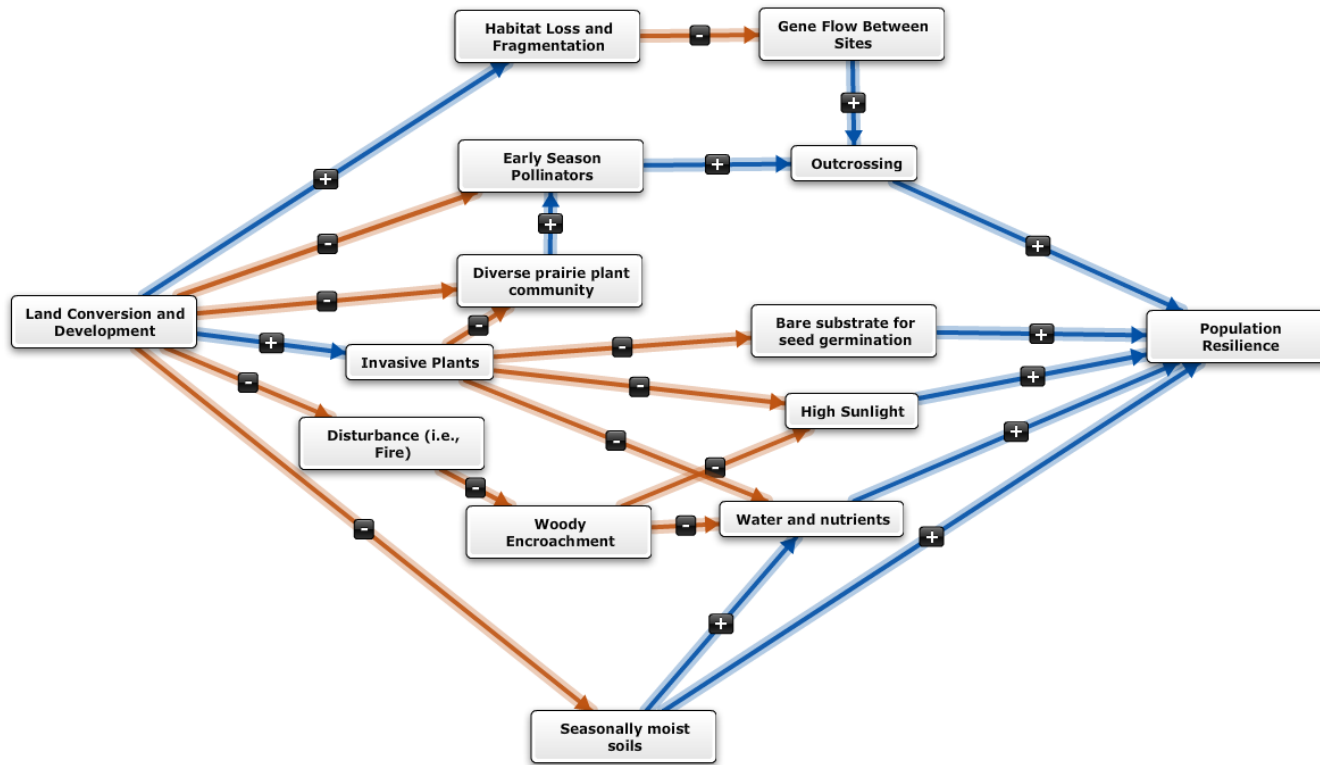 Habitat Loss and
Fragmentation
-
Gene Flow Between
Sites
+
+
Early Season
Pollinators
+
Outcrossing
-
+
+
Diverse prairie plant
community
-
Land Conversion and
Development
+
-
Invasive Plants
-
Bare substrate for
seed germination
+
Population
Resilience
-
-
+
High Sunlight
Disturbance (i.e.,
Fire)
-
+
-
-
Woody
Encroachment
-
Water and nutrients
-
+
+
Seasonally moist
soils